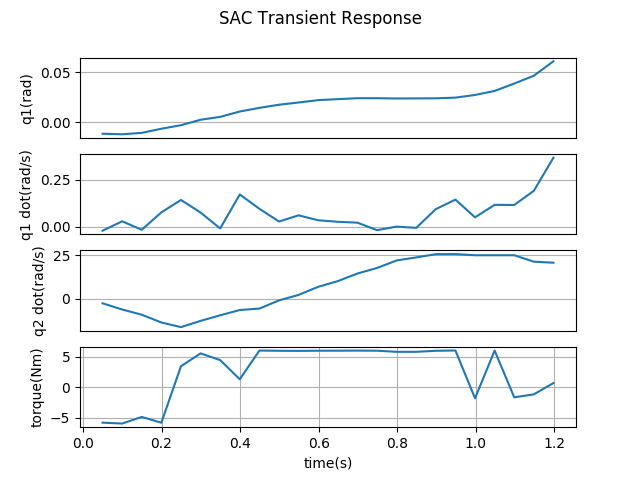 SAC Transient Response
q1(rad)
0.05
0.00
q1 dot(rad/s)
0.25
0.00
q2 dot(rad/s)
25
0
torque(Nm)
5
0
−5
0.0 0.2 0.4 0.6 0.8 1.0 1.2
time(s)